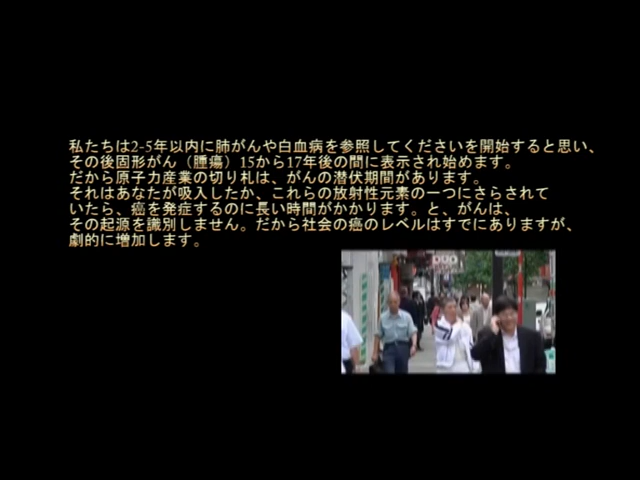 私たちは2-5年以内に肺がんや白血病を参照してくださいを開始すると思い、
その後固形がん（腫瘍）15から17年後の間に表示され始めます。
だから原子力産業の切り札は、がんの潜伏期間があります。
それはあなたが吸入したか、これらの放射性元素の一つにさらされて
いたら、癌を発症するのに長い時間がかかります。と、がんは、
その起源を識別しません。だから社会の癌のレベルはすでにありますが、
劇的に増加します。
DUO